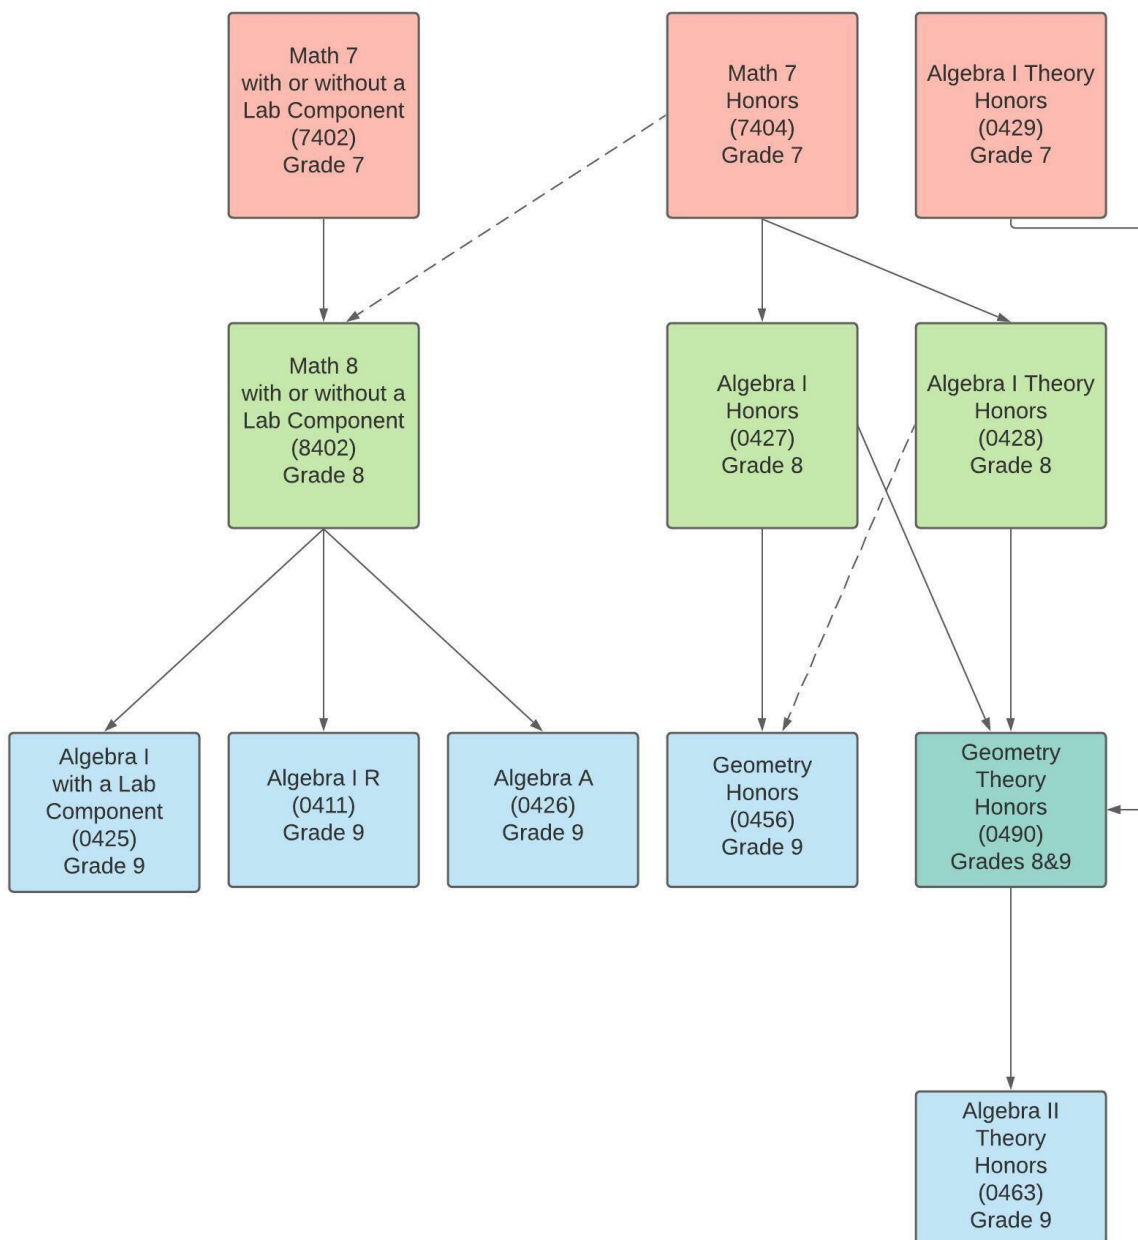 Math 7
with or without a
Lab Component
(7402)
Grade 7
Math 7
Honors
(7404)
Grade 7
Algebra I Theory
Honors
(0429)
Grade 7
Math 8
with or without a
Lab Component
(8402)
Grade 8
Algebra I
Honors
(0427)
Grade 8
Algebra I Theory
Honors
(0428)
Grade 8
Algebra I
with a Lab
Component
(0425)
Grade 9
Algebra I R
(0411)
Grade 9
Algebra A
(0426)
Grade 9
Geometry
Honors
(0456)
Grade 9
Geometry
Theory
Honors
(0490)
Grades 8&9
Algebra II
Theory
Honors
(0463)
Grade 9